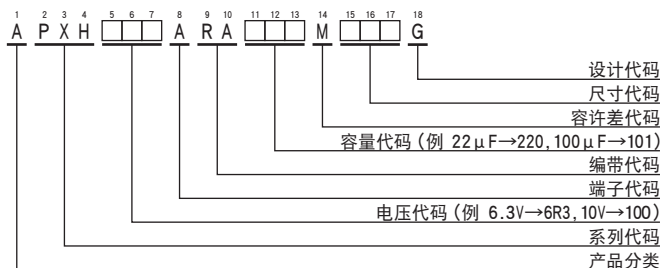 1 2 3 4 5 6 7 8 9 10 11 12 13 14 15 16 17 18
A P X H A R A M G
设计代码
尺寸代码
容许差代码
容量代码 (例 22μF→220, 100μF→101)
编带代码
端子代码
电压代码 (例 6.3V→6R3, 10V→100)
系列代码
产品分类